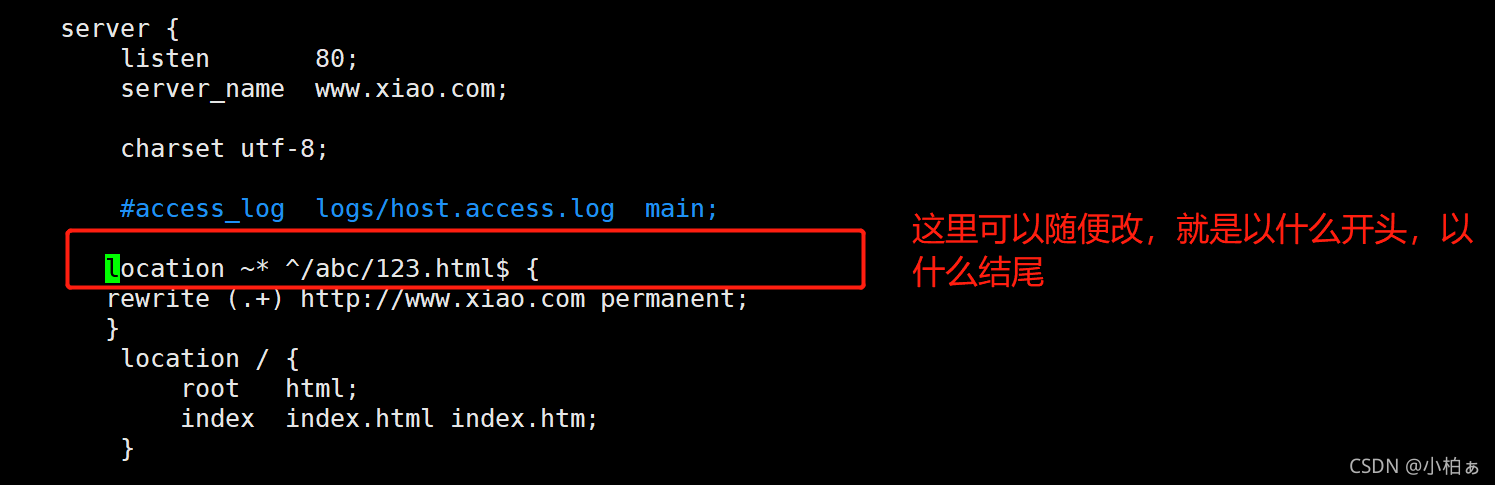 server {
listen 80;
server_name www.xiao.com;
charset utf-8;
#access_log logs/host.access.log main;
这里可以随便改，就是以什么开头，以
什么结尾
location ~* ^/abc/123.html$ {
rewrite (.+) http://www.xiao.com permanent;
}
location / {
root html;
index index.html index.htm;
}
CSDN @小柏ぁ